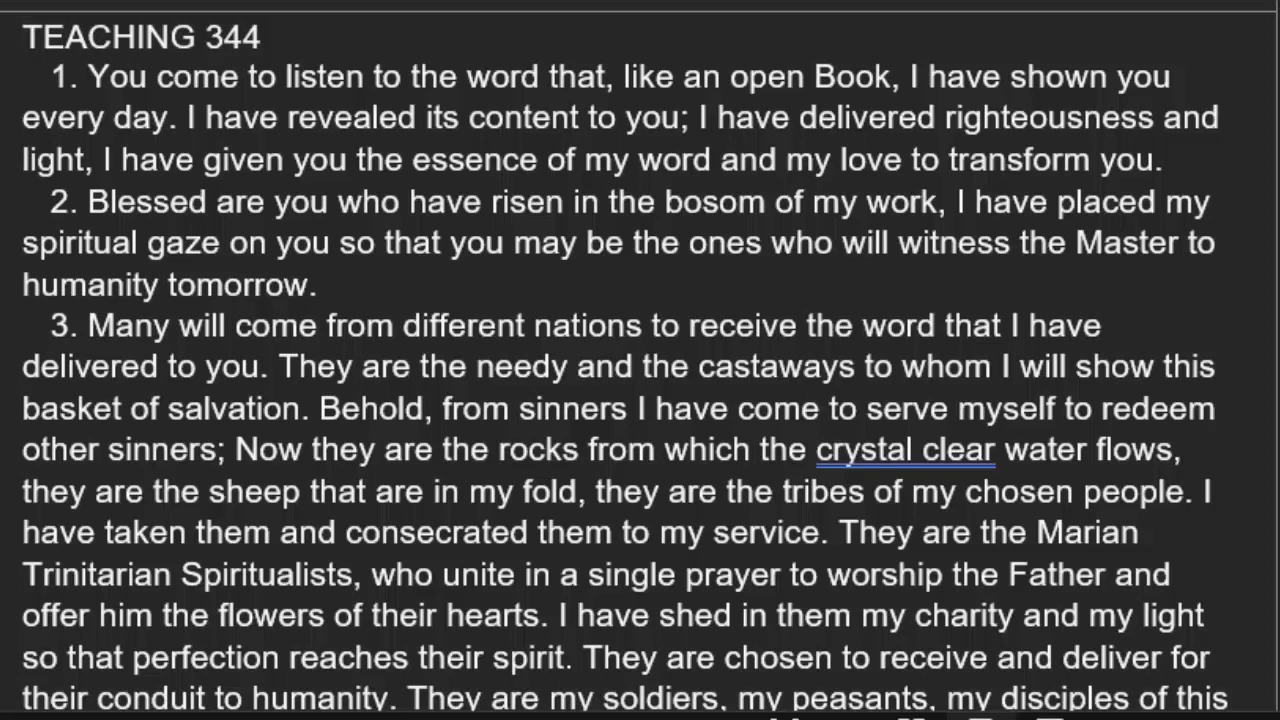 TEACHING 344
1. You come to listen to the word that, like an open Book, I have shown you
every day. I have revealed its content to you; I have delivered righteousness and
light, I have given you the essence of my word and my love to transform you.
2. Blessed are you who have risen in the bosom of my work, I have placed my
spiritual gaze on you so that you may be the ones who will witness the Master to
humanity tomorrow.
3. Many will come from different nations to receive the word that I have
delivered to you. They are the needy and the castaways to whom I will show this
basket of salvation. Behold, from sinners I have come to serve myself to redeem
other sinners; Now they are the rocks from which the crystal clear water flows,
they are the sheep that are in my fold, they are the tribes of my chosen people. I
have taken them and consecrated them to my service. They are the Marian
Trinitarian Spiritualists, who unite in a single prayer to worship the Father and
offer him the flowers of their hearts. I have shed in them my charity and my light
so that perfection reaches their spirit. They are chosen to receive and deliver for
their conduit to humanity. They are my soldiers, my peasants, my disciples of this